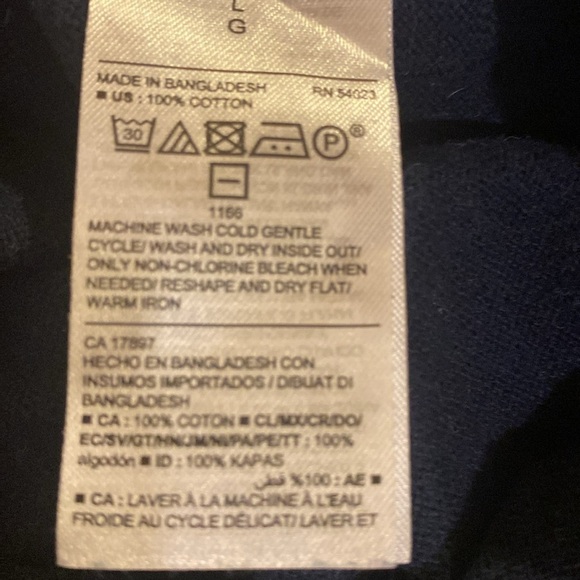 L
G
MADE IN BANGLADESH RN 54023
■ US : 100% COTTON
30 P ®
1166
MACHINE WASH COLD GENTLE
CYCLE/ WASH AND DRY INSIDE OUT/
ONLY NON-CHLORINE BLEACH WHEN
NEEDED/ RESHAPE AND DRY FLAT/
WARM IRON
CA 17897
HECHO EN BANGLADESH CON
INSUMOS IMPORTADOS / DIBUAT DI
BANGLADESH
■ CA : 100% COTON ■ CL/MX/CR/DO/
EC/SV/GT/HN/JM/NI/PA/PE/TT : 100%
algodón ■ ID : 100% KAPAS
■ AE : 100% قطن
■ CA : LAVER À LA MACHINE À L'EAU
FROIDE AU CYCLE DÉLICAT/ LAVER ET